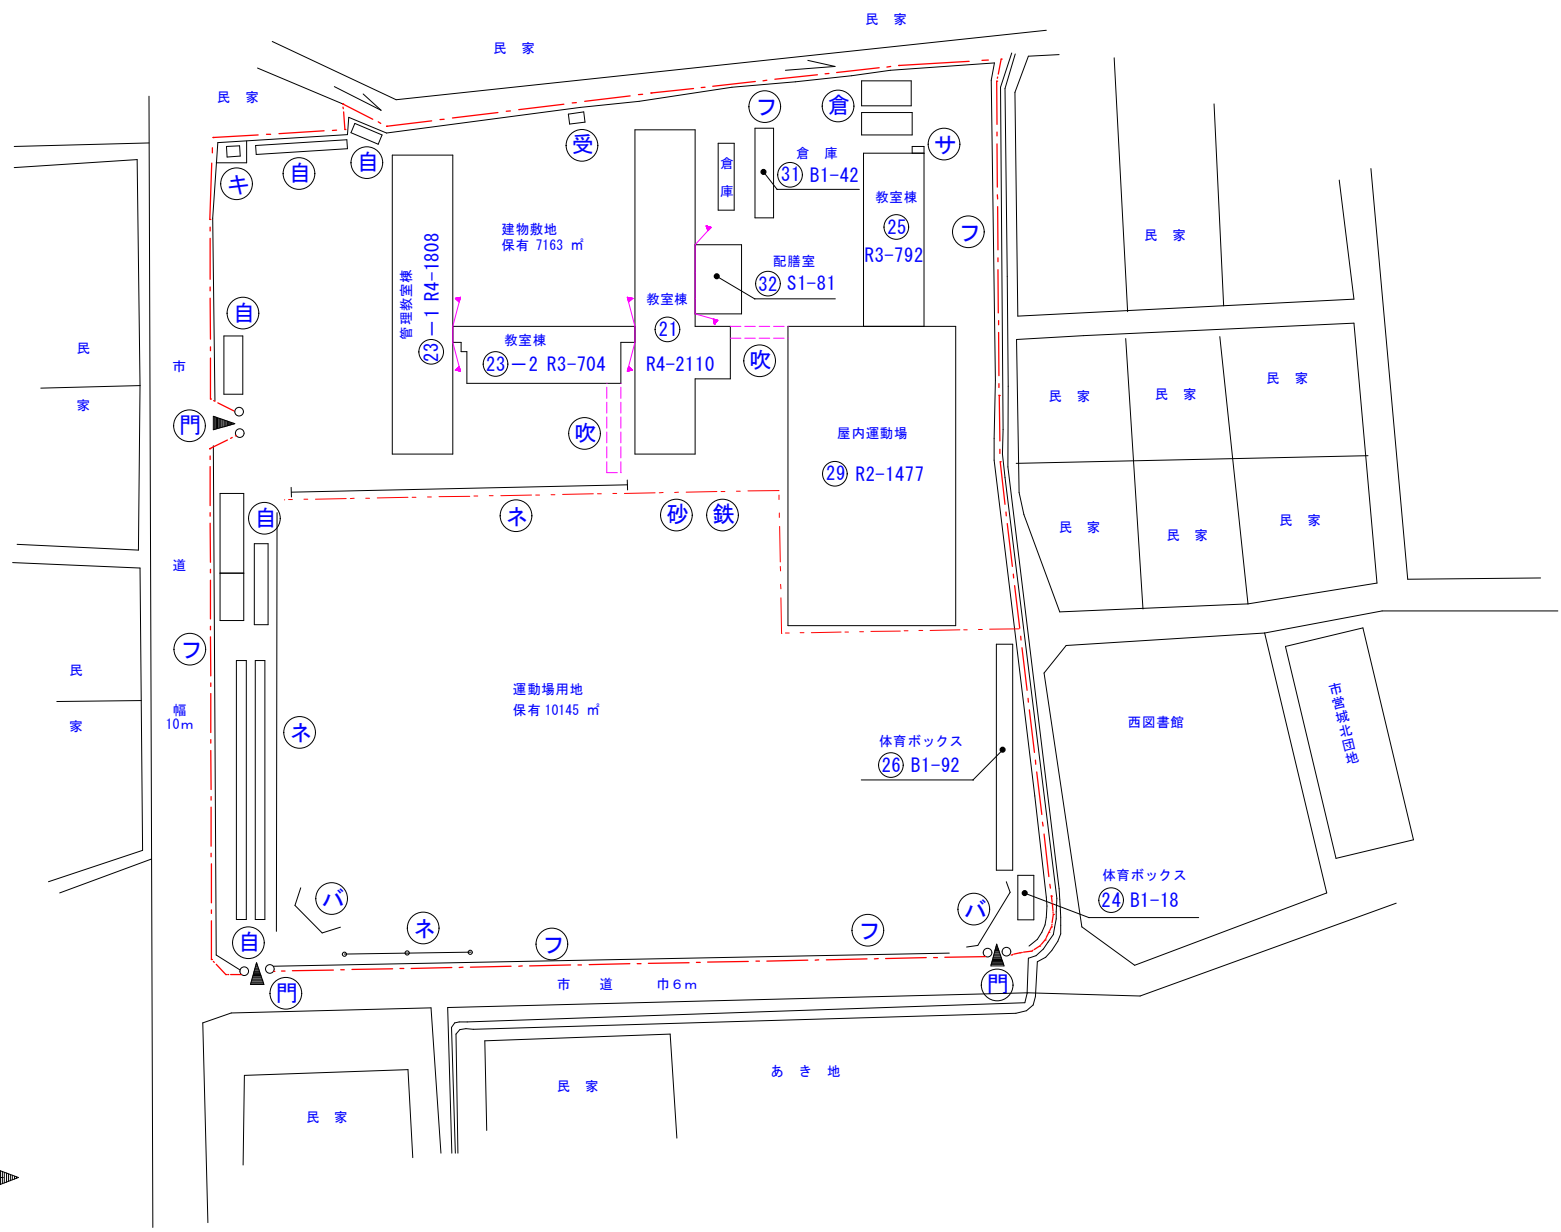 民 家
民 家
民 家
フ
倉
受
サ
自
自
キ
倉庫
倉 庫
31 B1-42
教室棟
25
R3-792
フ
建物敷地
保有 7163 ㎡
管理教室棟
23-1 R4-1808
配膳室
32 S1-81
教室棟
21
R4-2110
教室棟
23-2 R3-704
吹
吹
自
門
民 家
民 家
市 道 幅 10m
屋内運動場
29 R2-1477
民 家
民 家
民 家
民 家
民 家
民 家
民 家
自
ネ
砂
鉄
フ
民 家
ネ
運動場用地
保有 10145 ㎡
体育ボックス
26 B1-92
西図書館
市営城北団地
体育ボックス
24 B1-18
バ
バ
ネ
フ
フ
自
門
門
市 道 巾6m
民 家
民 家
あ き 地